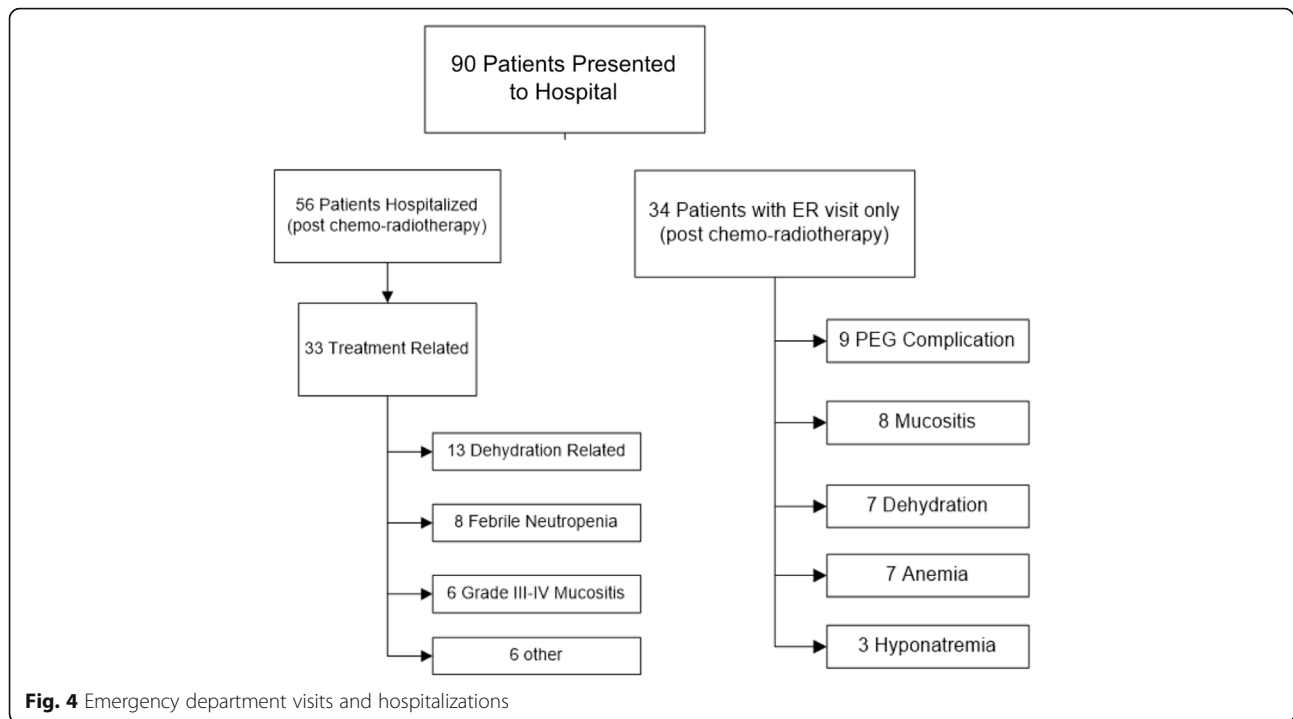 90 Patients Presented
to Hospital
56 Patients Hospitalized
(post chemo-radiotherapy)
34 Patients with ER visit only
(post chemo-radiotherapy)
33 Treatment Related
9 PEG Complication
8 Mucositis
13 Dehydration Related
7 Dehydration
8 Febrile Neutropenia
7 Anemia
6 Grade III-IV Mucositis
3 Hyponatremia
6 other
Fig. 4 Emergency department visits and hospitalizations